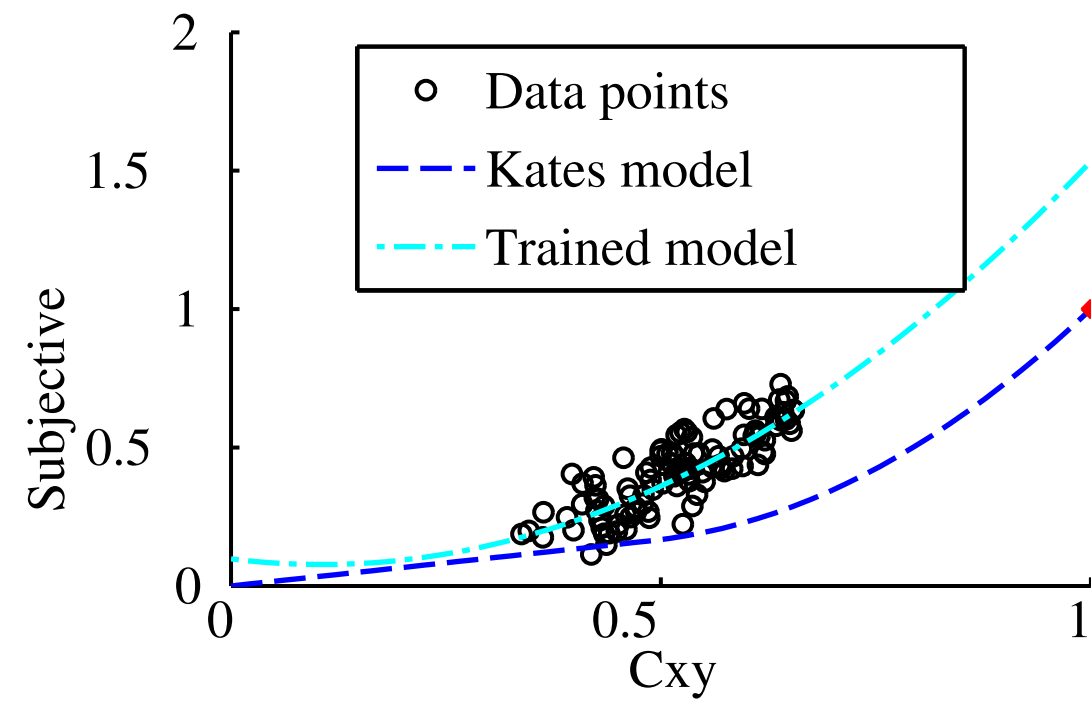 2
Data points
1.5
Kates model
Trained model
1
Subjective
0.5
0
0
0.5
1
Cxy